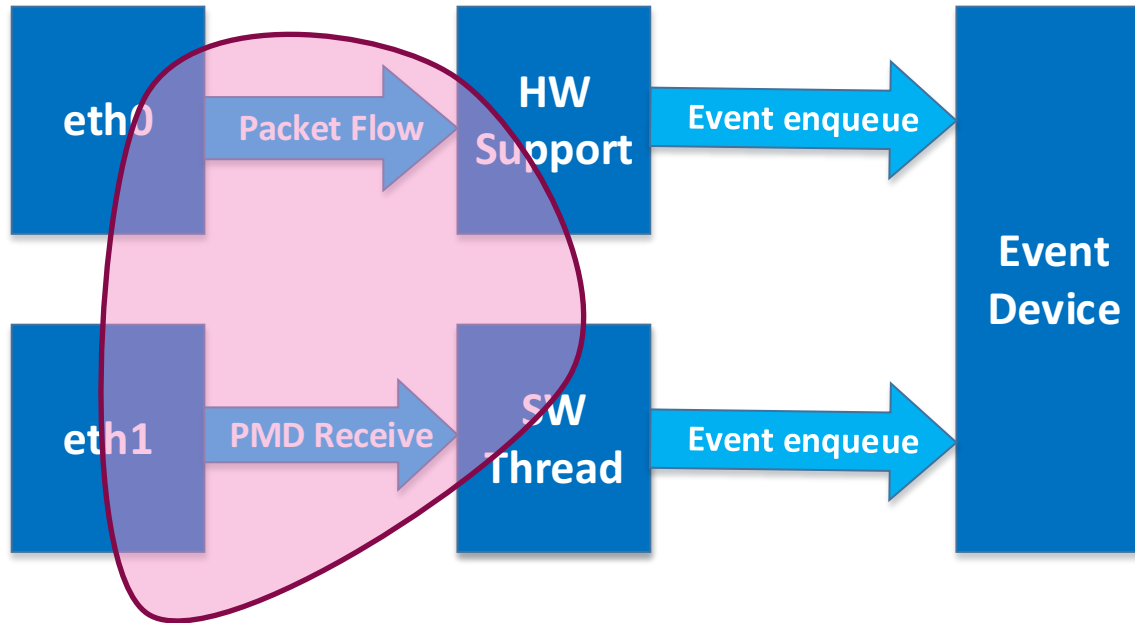 eth0
Packet Flow
HW
Support
Event enqueue
Event
Device
eth1
PMD Receive
SW
Thread
Event enqueue